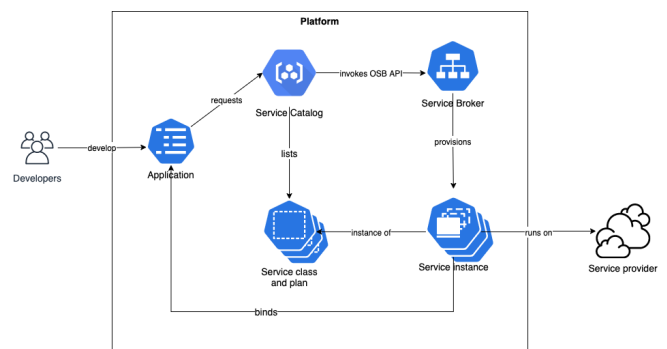 Platform
requests
invokes OSB API
Service Catalog
Service Broker
develop
Developers
Application
lists
provisions
instance of
runs on
Service class
and plan
Service instance
Service provider
binds